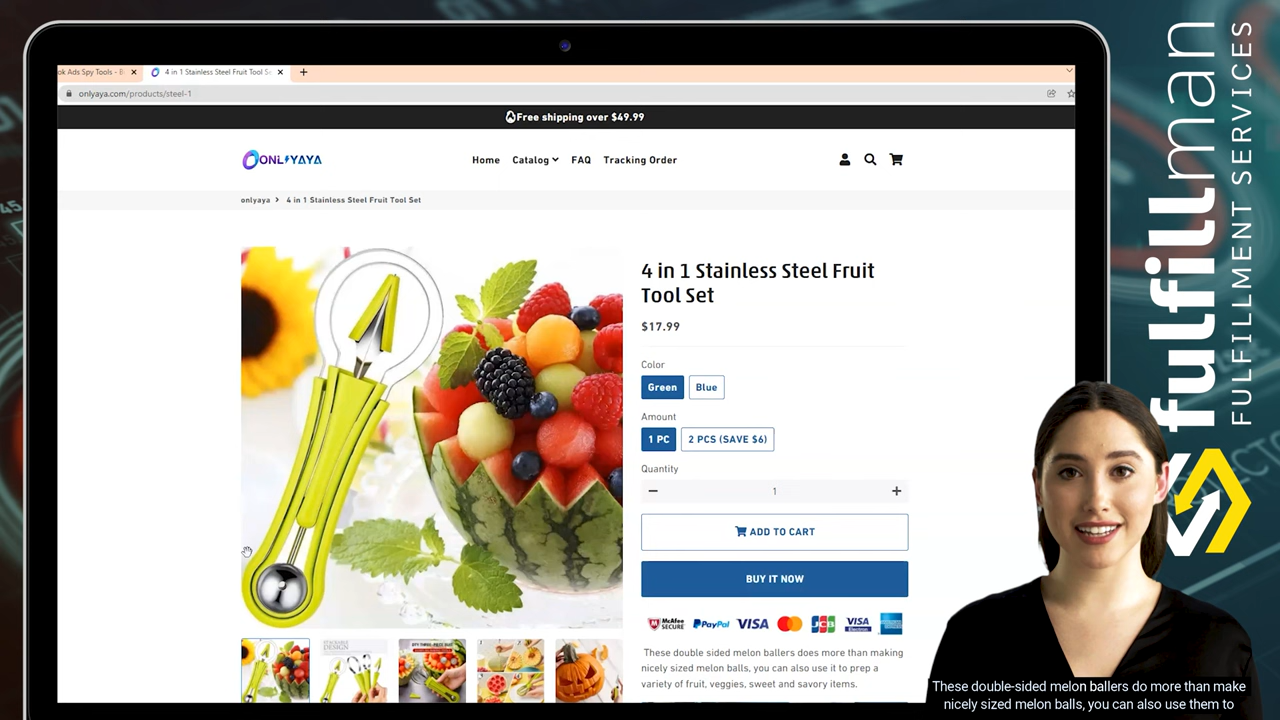 ok Ads Spy Tools - B
4 in 1 Stainless Steel Fruit Tool Se
onlyaya.com/products/steel-1
Free shipping over $49.99
ONLYAYA
Home Catalog FAQ Tracking Order
onlyaya > 4 in 1 Stainless Steel Fruit Tool Set
4 in 1 Stainless Steel Fruit
Tool Set
$17.99
Color
Green Blue
Amount
1 PC 2 PCS (SAVE $6)
Quantity
− 1 +
ADD TO CART
BUY IT NOW
McAfee SECURE PayPal VISA JCB VISA Electron
These double sided melon ballers does more than making
nicely sized melon balls, you can also use it to prep a
variety of fruit, veggies, sweet and savory items.
DESIGN
fulfillman
FULFILLMENT SERVICES
These double-sided melon ballers do more than make
nicely sized melon balls, you can also use them to